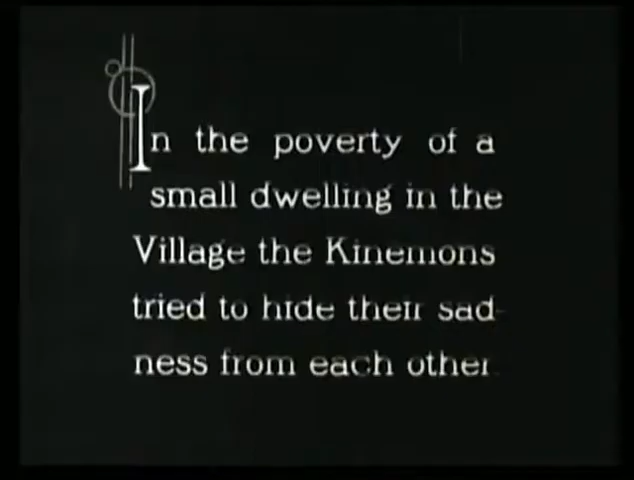 In the poverty of a
small dwelling in the
Village the Kinemons
tried to hide their sad-
ness from each other.